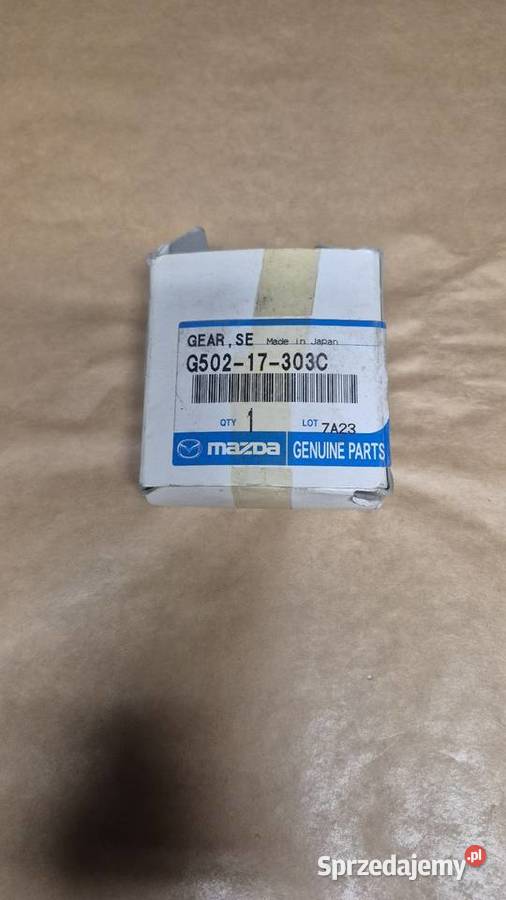 GEAR, SE Made in Japan
G502-17-303C
QTY 1 LOT 7A23
mazda GENUINE PARTS
Sprzedajemy.pl